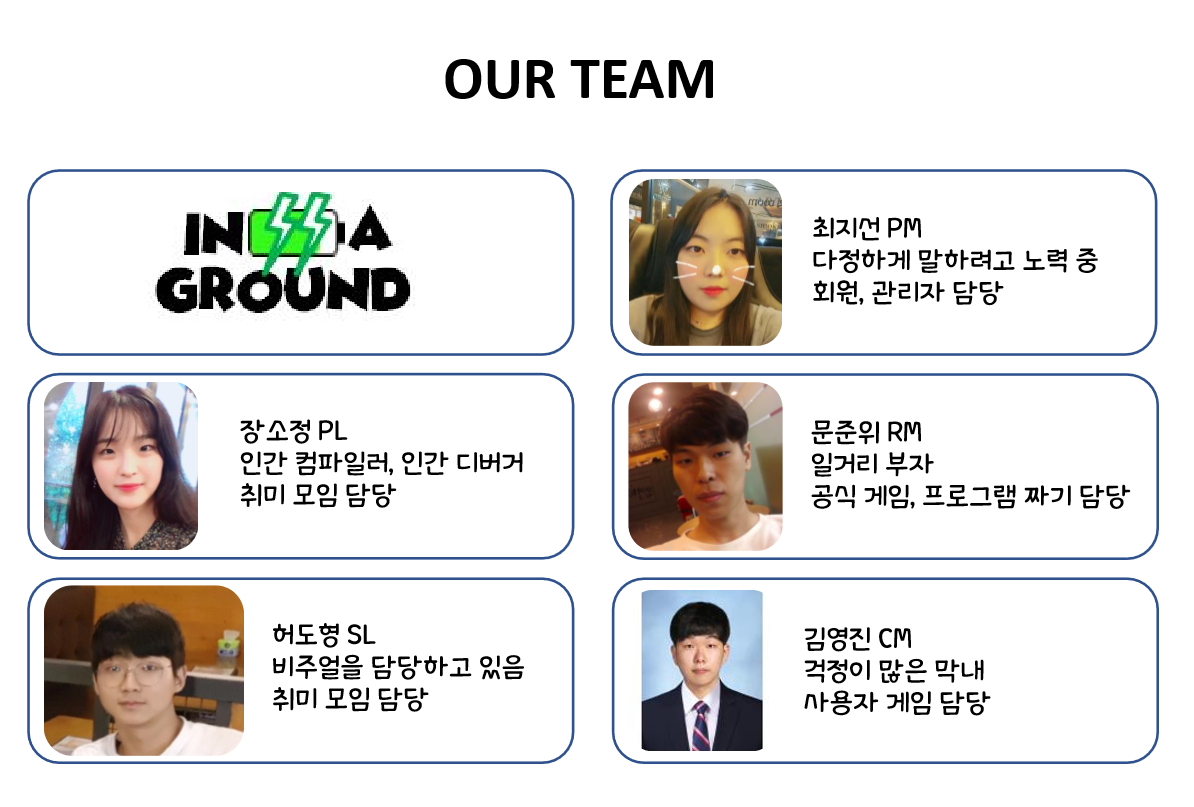 OUR TEAM
IN A
GROUND
최지선 PM
다정하게 말하려고 노력 중
회원, 관리자 담당
장소정 PL
인간 컴파일러, 인간 디버거
취미 모임 담당
문준위 RM
일거리 부자
공식 게임, 프로그램 짜기 담당
허도형 SL
비주얼을 담당하고 있음
취미 모임 담당
김영진 CM
걱정이 많은 막내
사용자 게임 담당